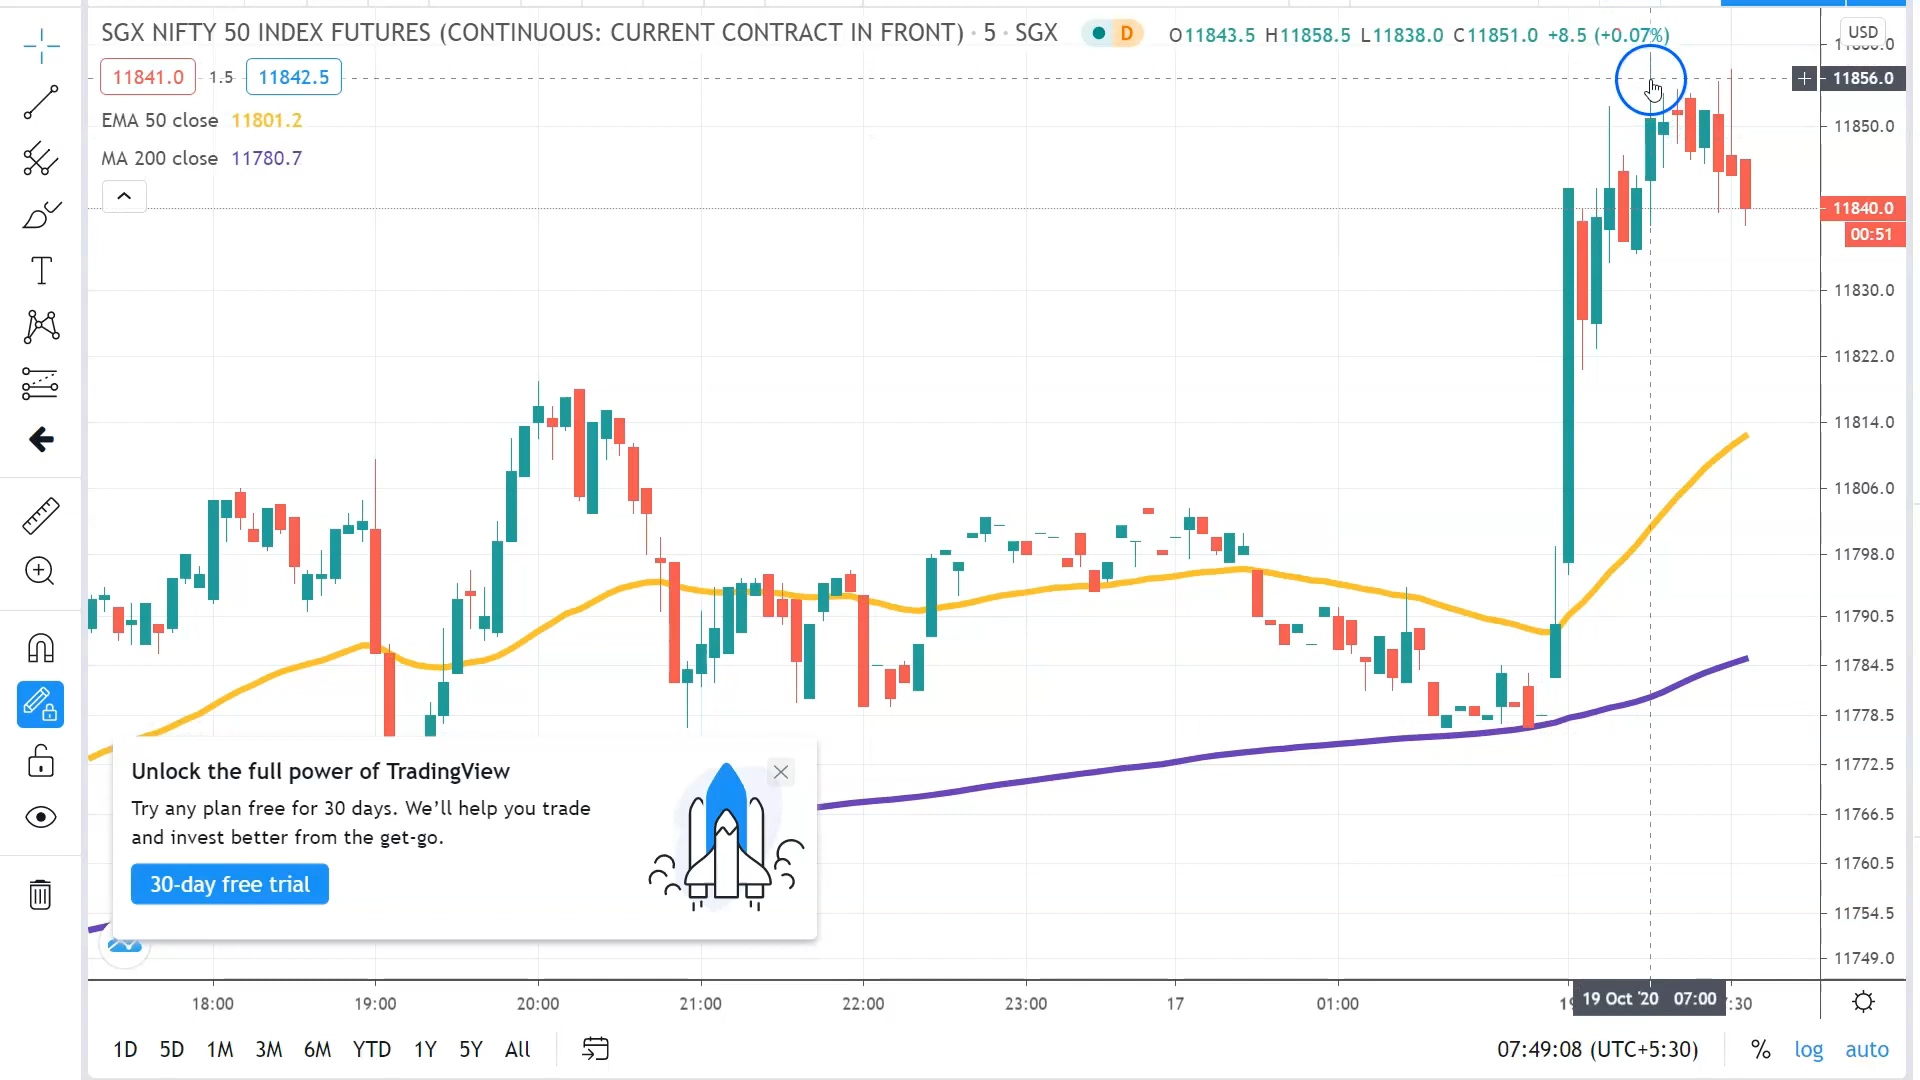 SGX NIFTY 50 INDEX FUTURES (CONTINUOUS: CURRENT CONTRACT IN FRONT) · 5 · SGX D O11843.5 H11858.5 L11838.0 C11851.0 +8.5 (+0.07%) USD
11841.0 1.5 11842.5
11856.0
EMA 50 close 11801.2
11850.0
MA 200 close 11780.7
11840.0
00:51
11830.0
11822.0
11814.0
11806.0
11798.0
11790.5
11784.5
11778.5
11772.5
11766.5
11760.5
11754.5
11749.0
Unlock the full power of TradingView
Try any plan free for 30 days. We’ll help you trade
and invest better from the get-go.
30-day free trial
18:00 19:00 20:00 21:00 22:00 23:00 17 01:00 19 Oct '20 07:00 :30
1D 5D 1M 3M 6M YTD 1Y 5Y All 07:49:08 (UTC+5:30) % log auto